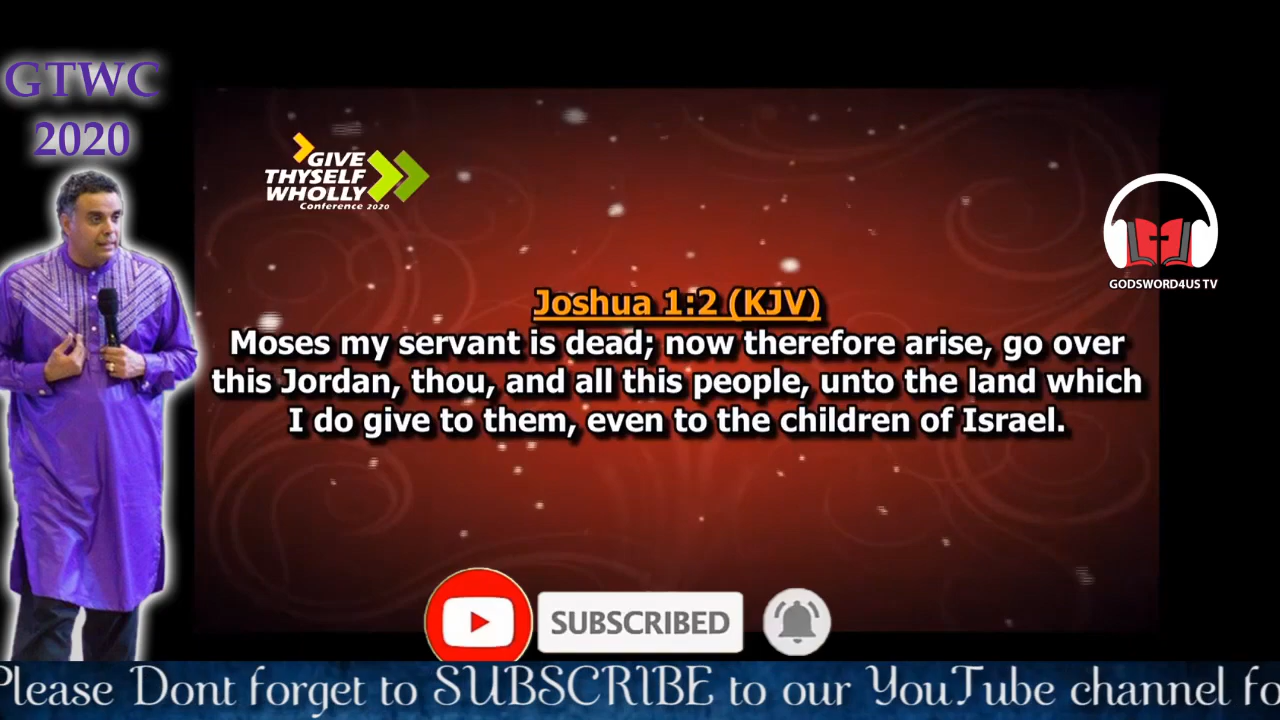 GTWC
2020
GIVE
THYSELF
WHOLLY
Conference 2020
GODSWORD4US TV
Joshua 1:2 (KJV)
Moses my servant is dead; now therefore arise, go over
this Jordan, thou, and all this people, unto the land which
I do give to them, even to the children of Israel.
SUBSCRIBED
Please Dont forget to SUBSCRIBE to our YouTube channel fo